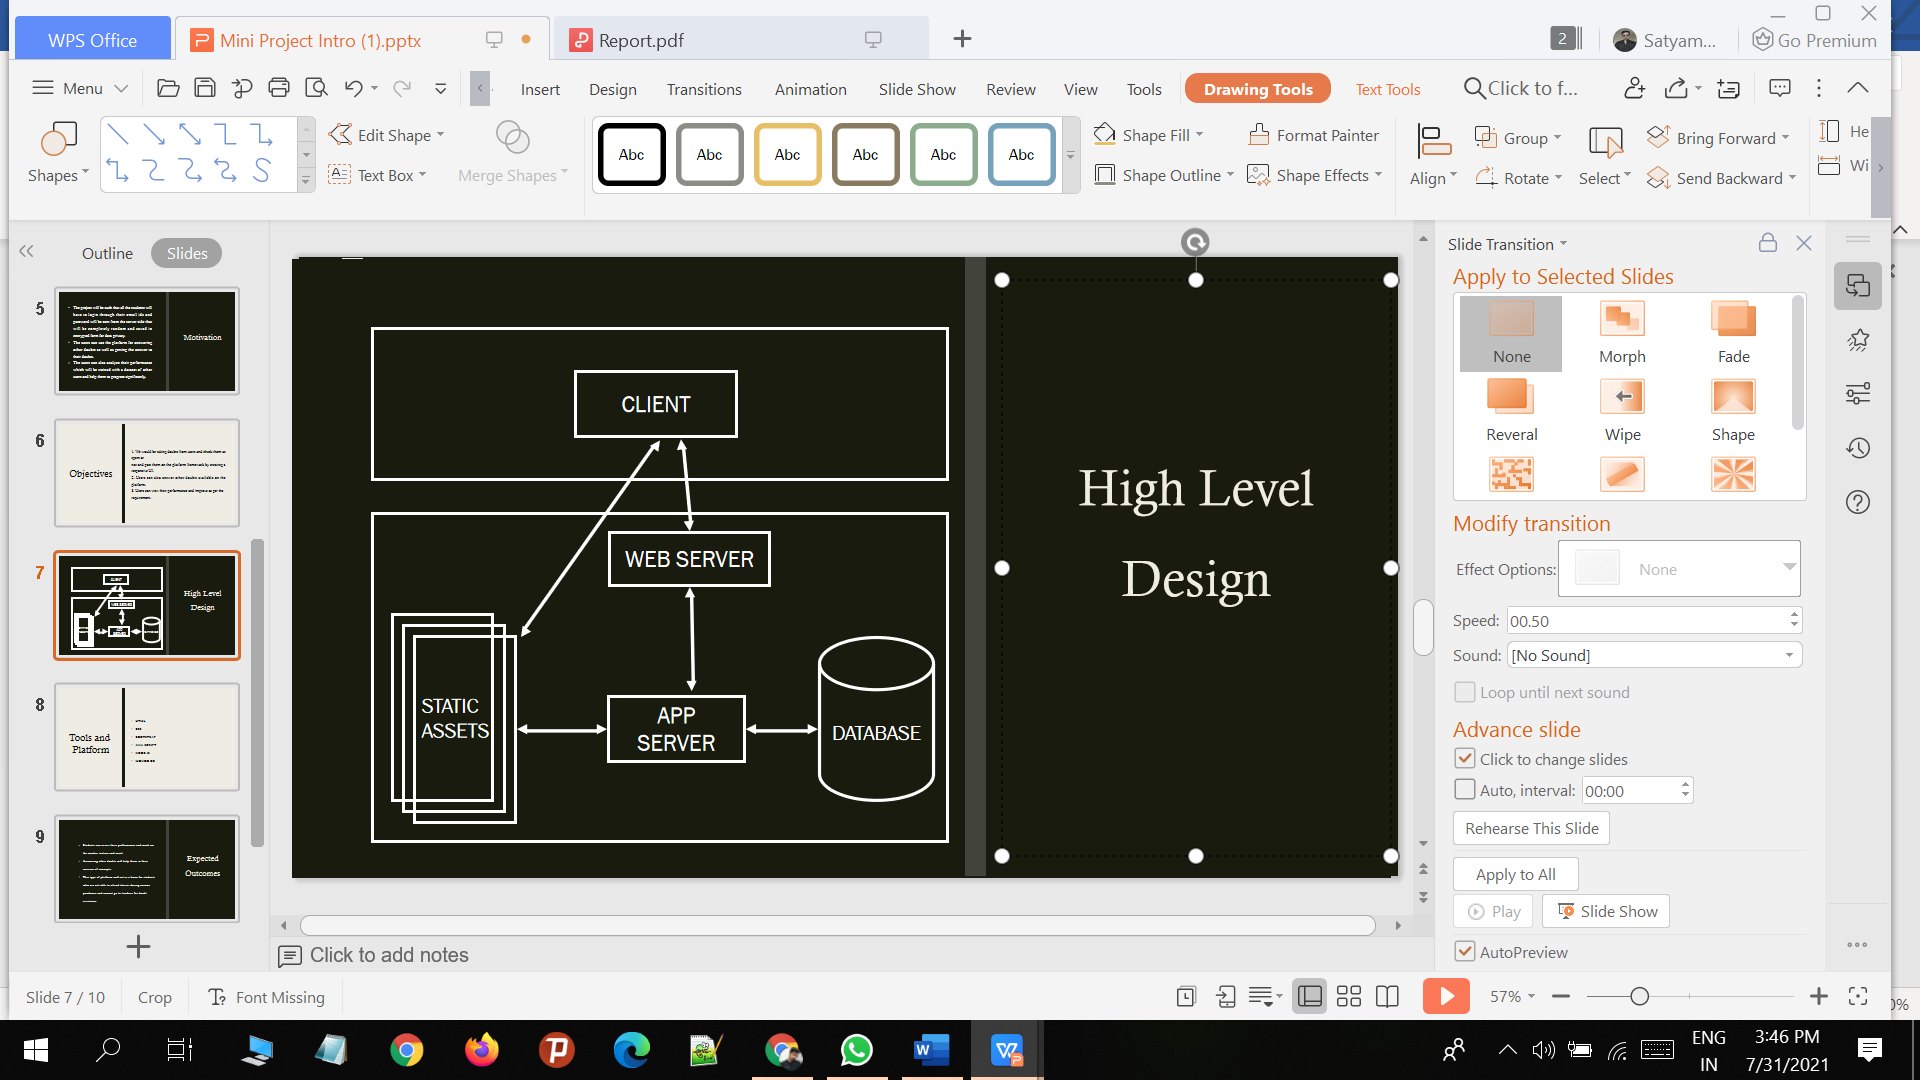 WPS Office
Mini Project Intro (1).pptx
Report.pdf
2
Satyam...
Go Premium
Menu
Insert
Design
Transitions
Animation
Slide Show
Review
View
Tools
Drawing Tools
Text Tools
Click to f...
Shapes
Edit Shape
Text Box
Merge Shapes
Abc
Abc
Abc
Abc
Abc
Abc
Shape Fill
Shape Outline
Format Painter
Shape Effects
Align
Group
Rotate
Select
Bring Forward
Send Backward
He
Wi
Outline
Slides
5
Motivation
6
Objectives
7
CLIENT
High Level
Design
8
Tools and
Platform
9
Expected
Outcomes
CLIENT
WEB SERVER
STATIC
ASSETS
APP
SERVER
DATABASE
High Level
Design
Slide Transition
Apply to Selected Slides
None
Morph
Fade
Reveral
Wipe
Shape
Modify transition
Effect Options:
None
Speed:
00.50
Sound:
[No Sound]
Loop until next sound
Advance slide
Click to change slides
Auto, interval:
00:00
Rehearse This Slide
Apply to All
Play
Slide Show
AutoPreview
Click to add notes
Slide 7 / 10
Crop
Font Missing
57%
0%
ENG
IN
3:46 PM
7/31/2021